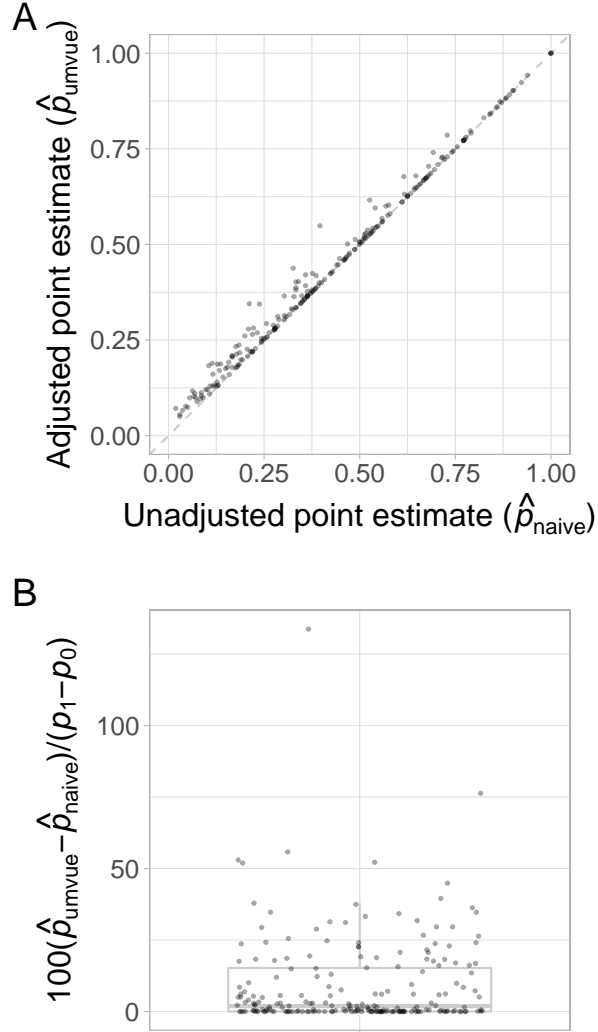 A
Adjusted point estimate (p̂umvue)
1.00
0.75
0.50
0.25
0.00
0.00 0.25 0.50 0.75 1.00
Unadjusted point estimate (p̂naive)
B
100(p̂umvue−p̂naive)/(p1−p0)
100
50
0